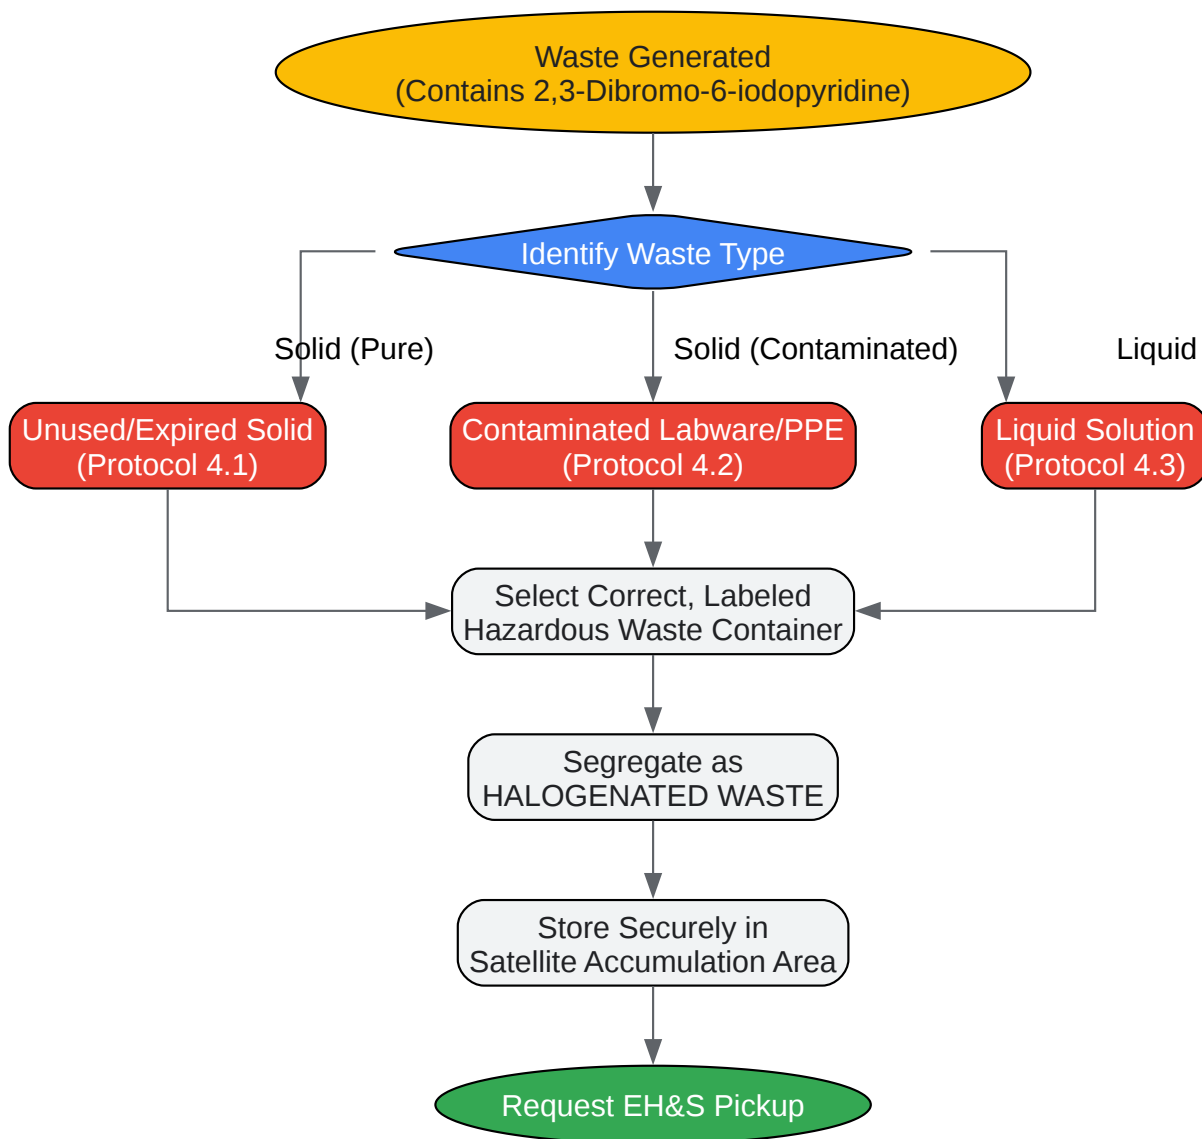 Waste Generated
(Contains 2,3-Dibromo-6-iodopyridine)
Identify Waste Type
Solid (Pure)
Solid (Contaminated)
Liquid
Unused/Expired Solid
(Protocol 4.1)
Contaminated Labware/PPE
(Protocol 4.2)
Liquid Solution
(Protocol 4.3)
Select Correct, Labeled
Hazardous Waste Container
Segregate as
HALOGENATED WASTE
Store Securely in
Satellite Accumulation Area
Request EH&S Pickup